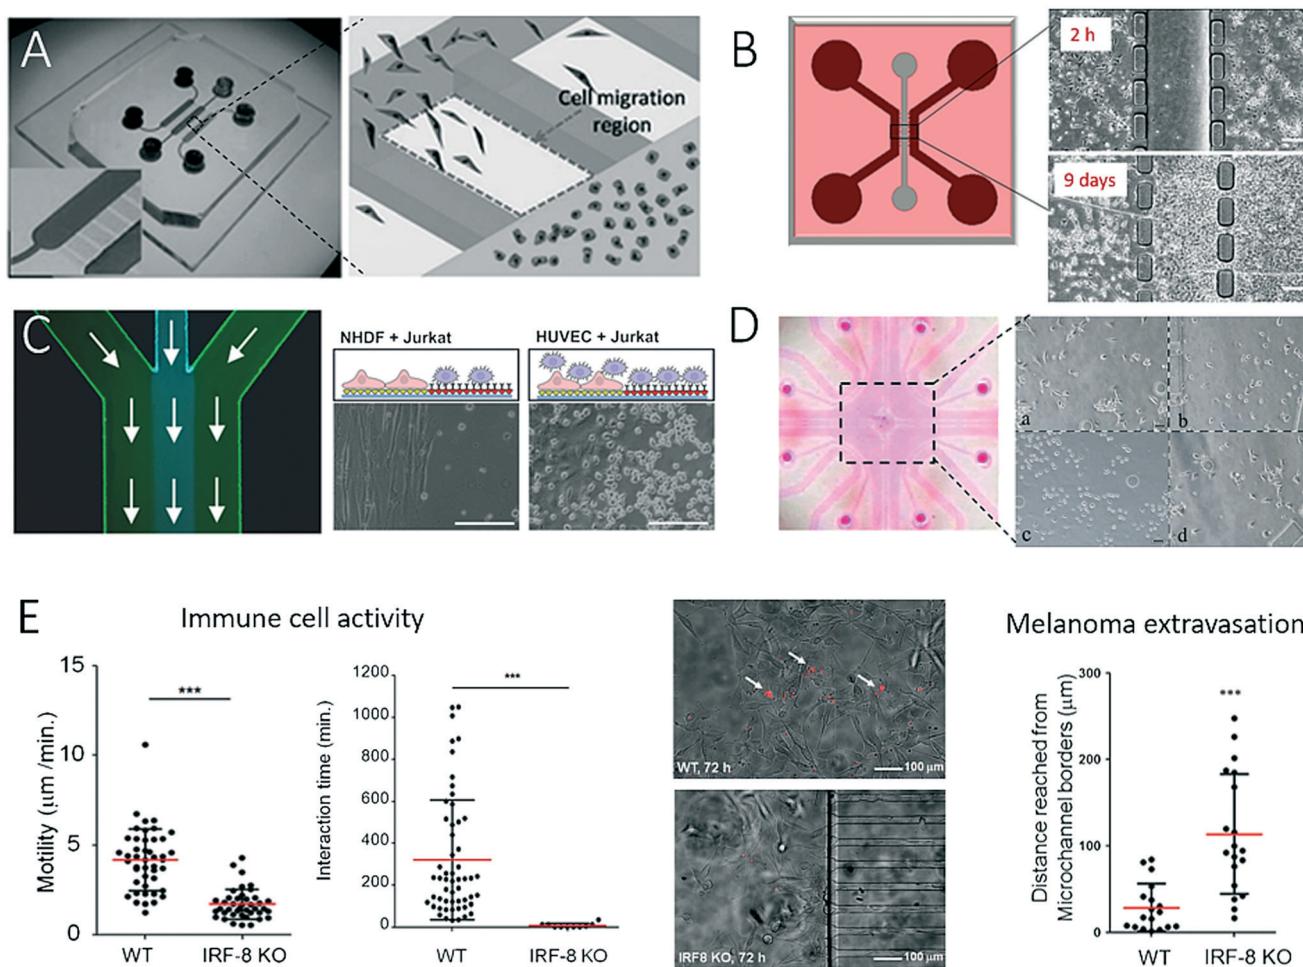 A
Cell migration
region
B
2 h
9 days
C
NHDF + Jurkat
HUVEC + Jurkat
D
a
b
c
d
E
Immune cell activity
Motility (μm /min.)
15
10
5
0
***
WT
IRF-8 KO
Interaction time (min.)
1200
1000
800
600
400
200
0
***
WT
IRF-8 KO
WT, 72 h
100 μm
IRF8 KO, 72 h
100 μm
Melanoma extravasation
Distance reached from
Microchannel borders (μm)
300
200
100
0
***
WT
IRF-8 KO